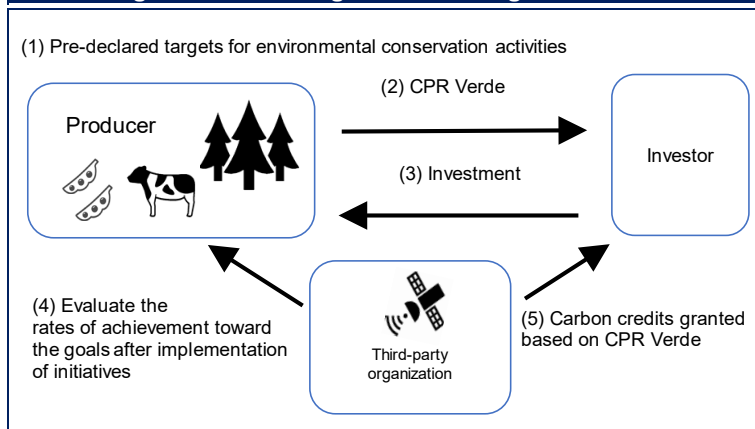 (1) Pre-declared targets for environmental conservation activities
(2) CPR Verde
Producer
Investor
(3) Investment
(4) Evaluate the
rates of achievement toward
the goals after implementation
of initiatives
Third-party
organization
(5) Carbon credits granted
based on CPR Verde